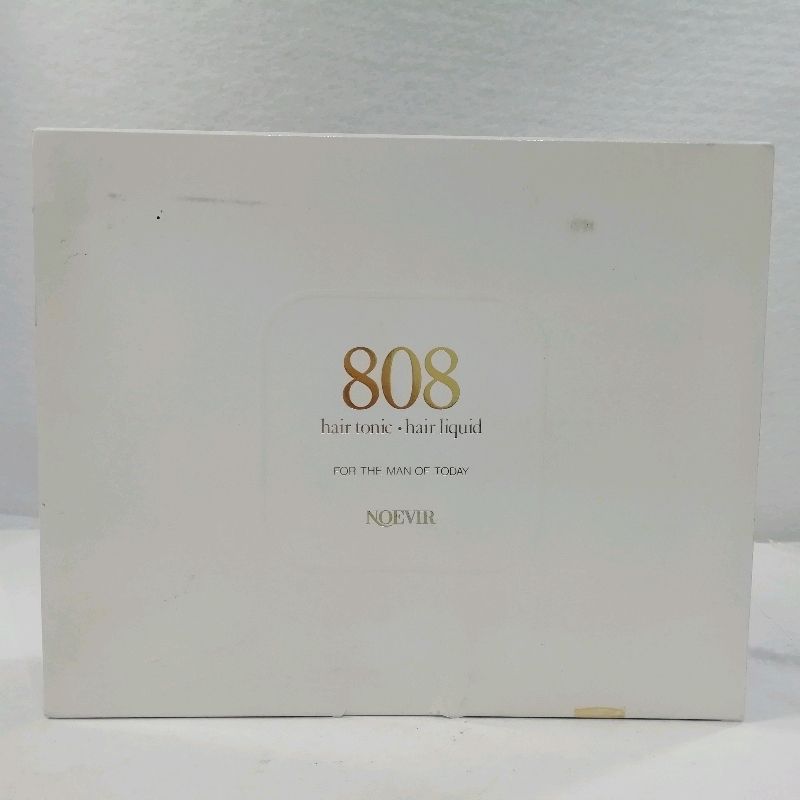 808
hair tonic • hair liquid
FOR THE MAN OF TODAY
NOEVIR